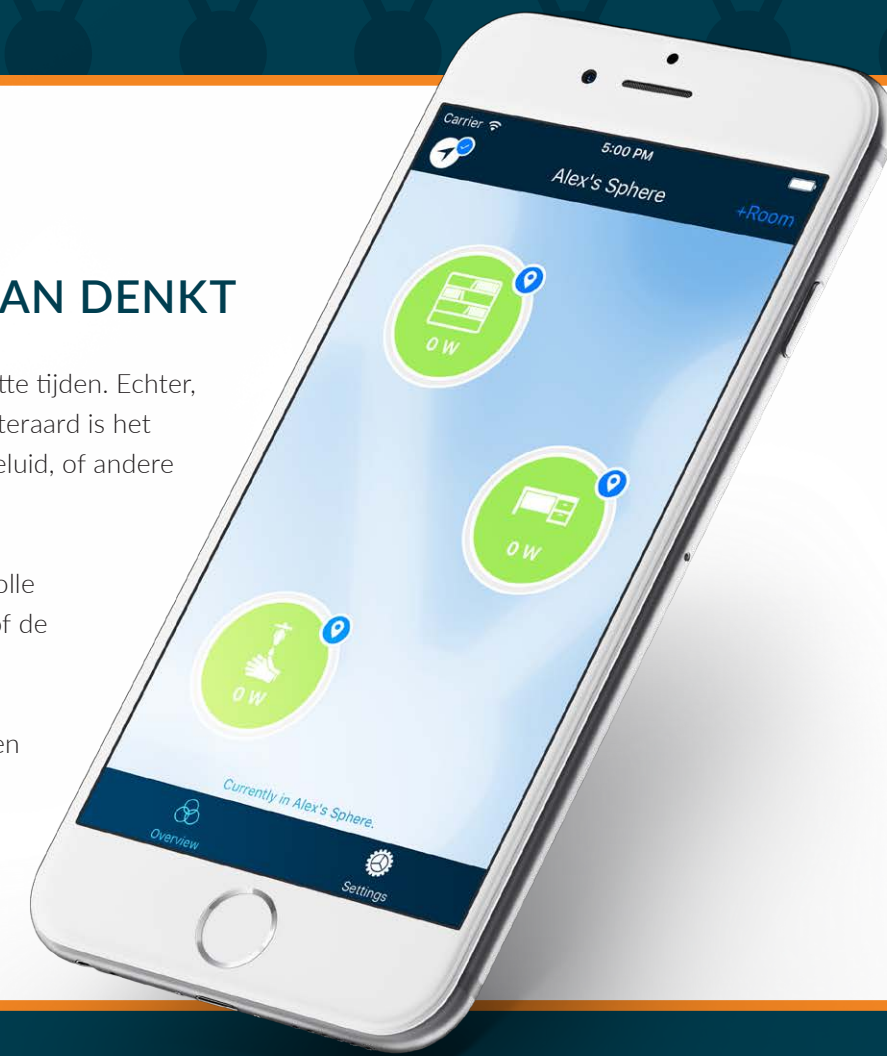 AN DENKT
tte tijden. Echter,
teraard is het
eluid, of andere
olle
of de
en
Carrier
5:00 PM
Alex's Sphere
+Room
0 W
0 W
0 W
Currently in Alex's Sphere.
Overview
Settings